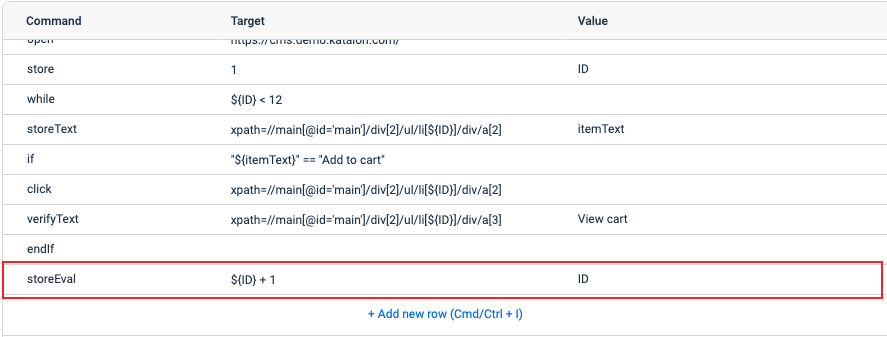 Command Target Value
open https://cms.demo.katalon.com/
store 1 ID
while ${ID} < 12
storeText xpath=//main[@id='main']/div[2]/ul/li[${ID}]/div/a[2] itemText
if "${itemText}" == "Add to cart"
click xpath=//main[@id='main']/div[2]/ul/li[${ID}]/div/a[2]
verifyText xpath=//main[@id='main']/div[2]/ul/li[${ID}]/div/a[3] View cart
endIf
storeEval ${ID} + 1 ID
+ Add new row (Cmd/Ctrl + I)